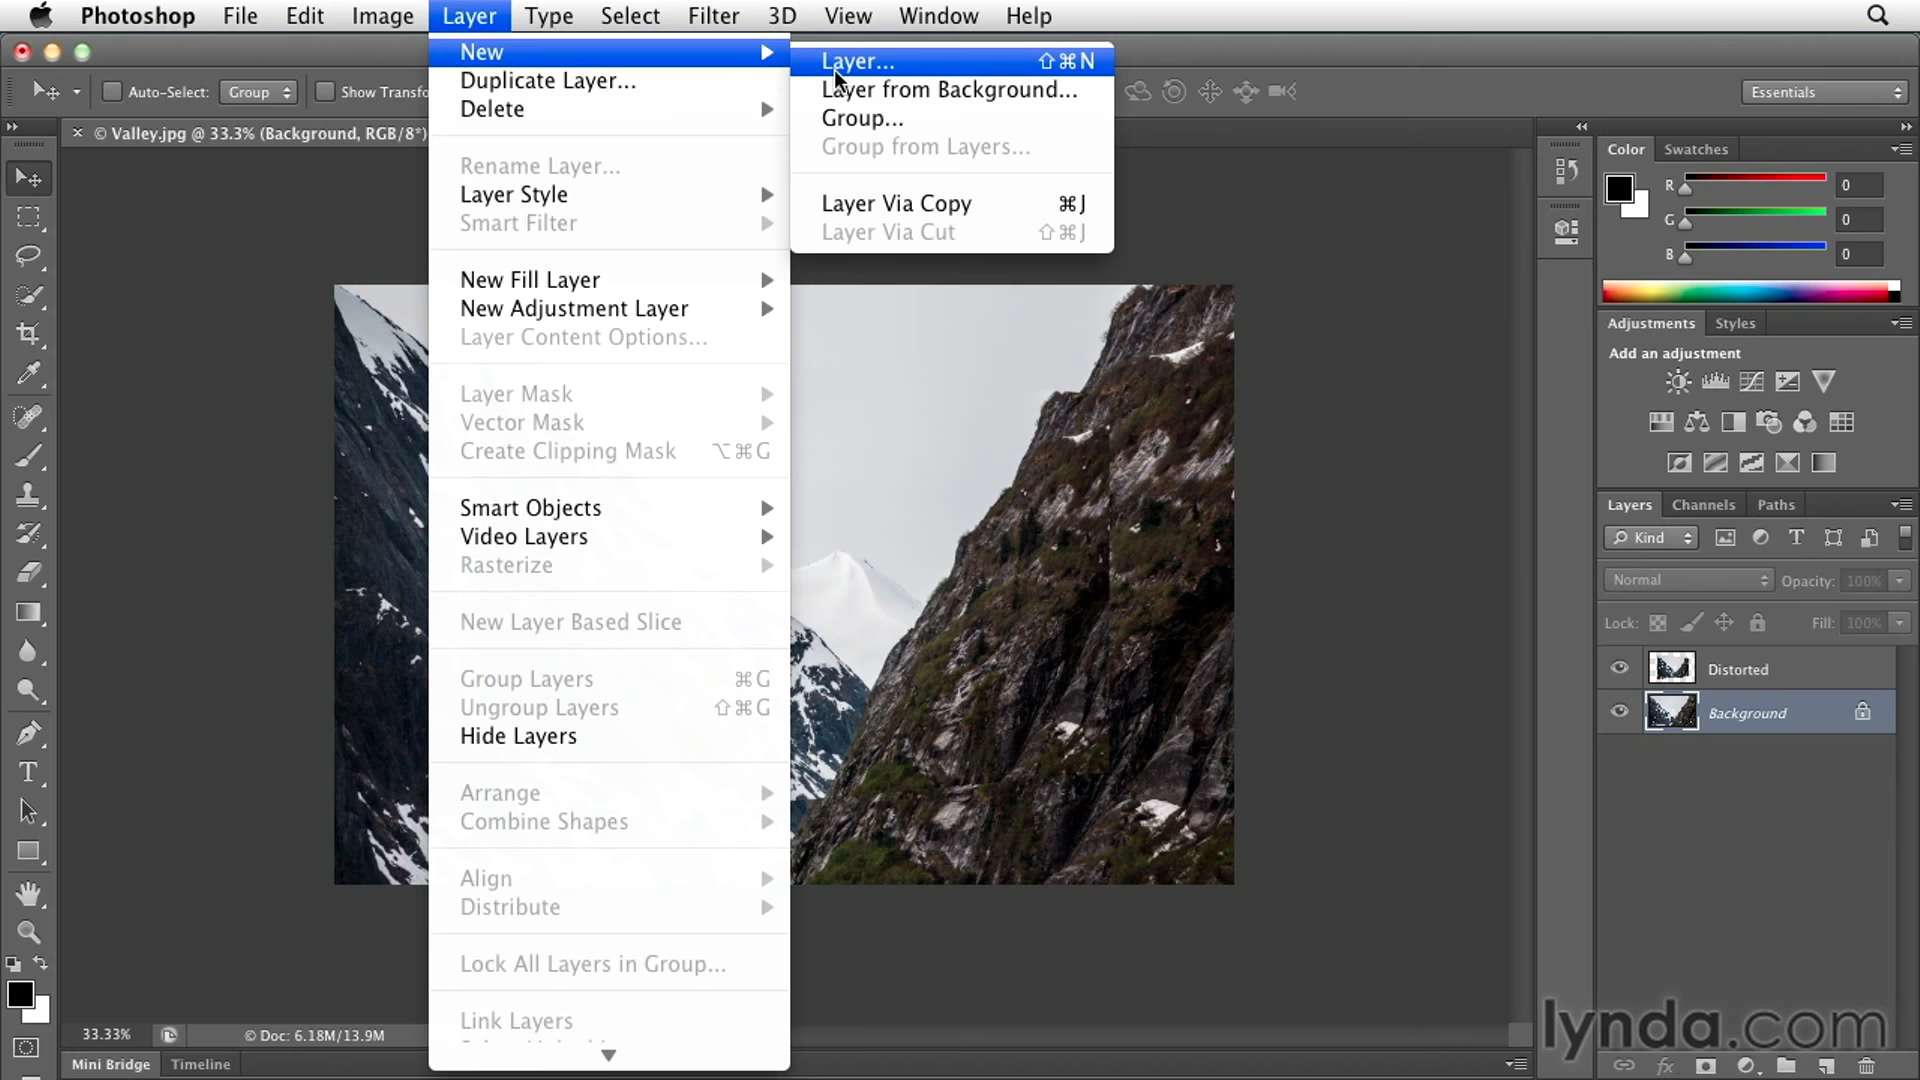 Photoshop File Edit Image Layer Type Select Filter 3D View Window Help
Auto-Select: Group Show Transfo Essentials
× © Valley.jpg @ 33.3% (Background, RGB/8*)
New
Duplicate Layer...
Delete
Rename Layer...
Layer Style
Smart Filter
New Fill Layer
New Adjustment Layer
Layer Content Options...
Layer Mask
Vector Mask
Create Clipping Mask ⌥⌘G
Smart Objects
Video Layers
Rasterize
New Layer Based Slice
Group Layers ⌘G
Ungroup Layers ⇧⌘G
Hide Layers
Arrange
Combine Shapes
Align
Distribute
Lock All Layers in Group...
Link Layers
Layer... ⇧⌘N
Layer from Background...
Group...
Group from Layers...
Layer Via Copy ⌘J
Layer Via Cut ⇧⌘J
Color Swatches
R 0
G 0
B 0
Adjustments Styles
Add an adjustment
Layers Channels Paths
Kind T
Normal Opacity: 100%
Lock: Fill: 100%
Distorted
Background
T
33.33% © Doc: 6.18M/13.9M
Mini Bridge Timeline
lynda.com
fx